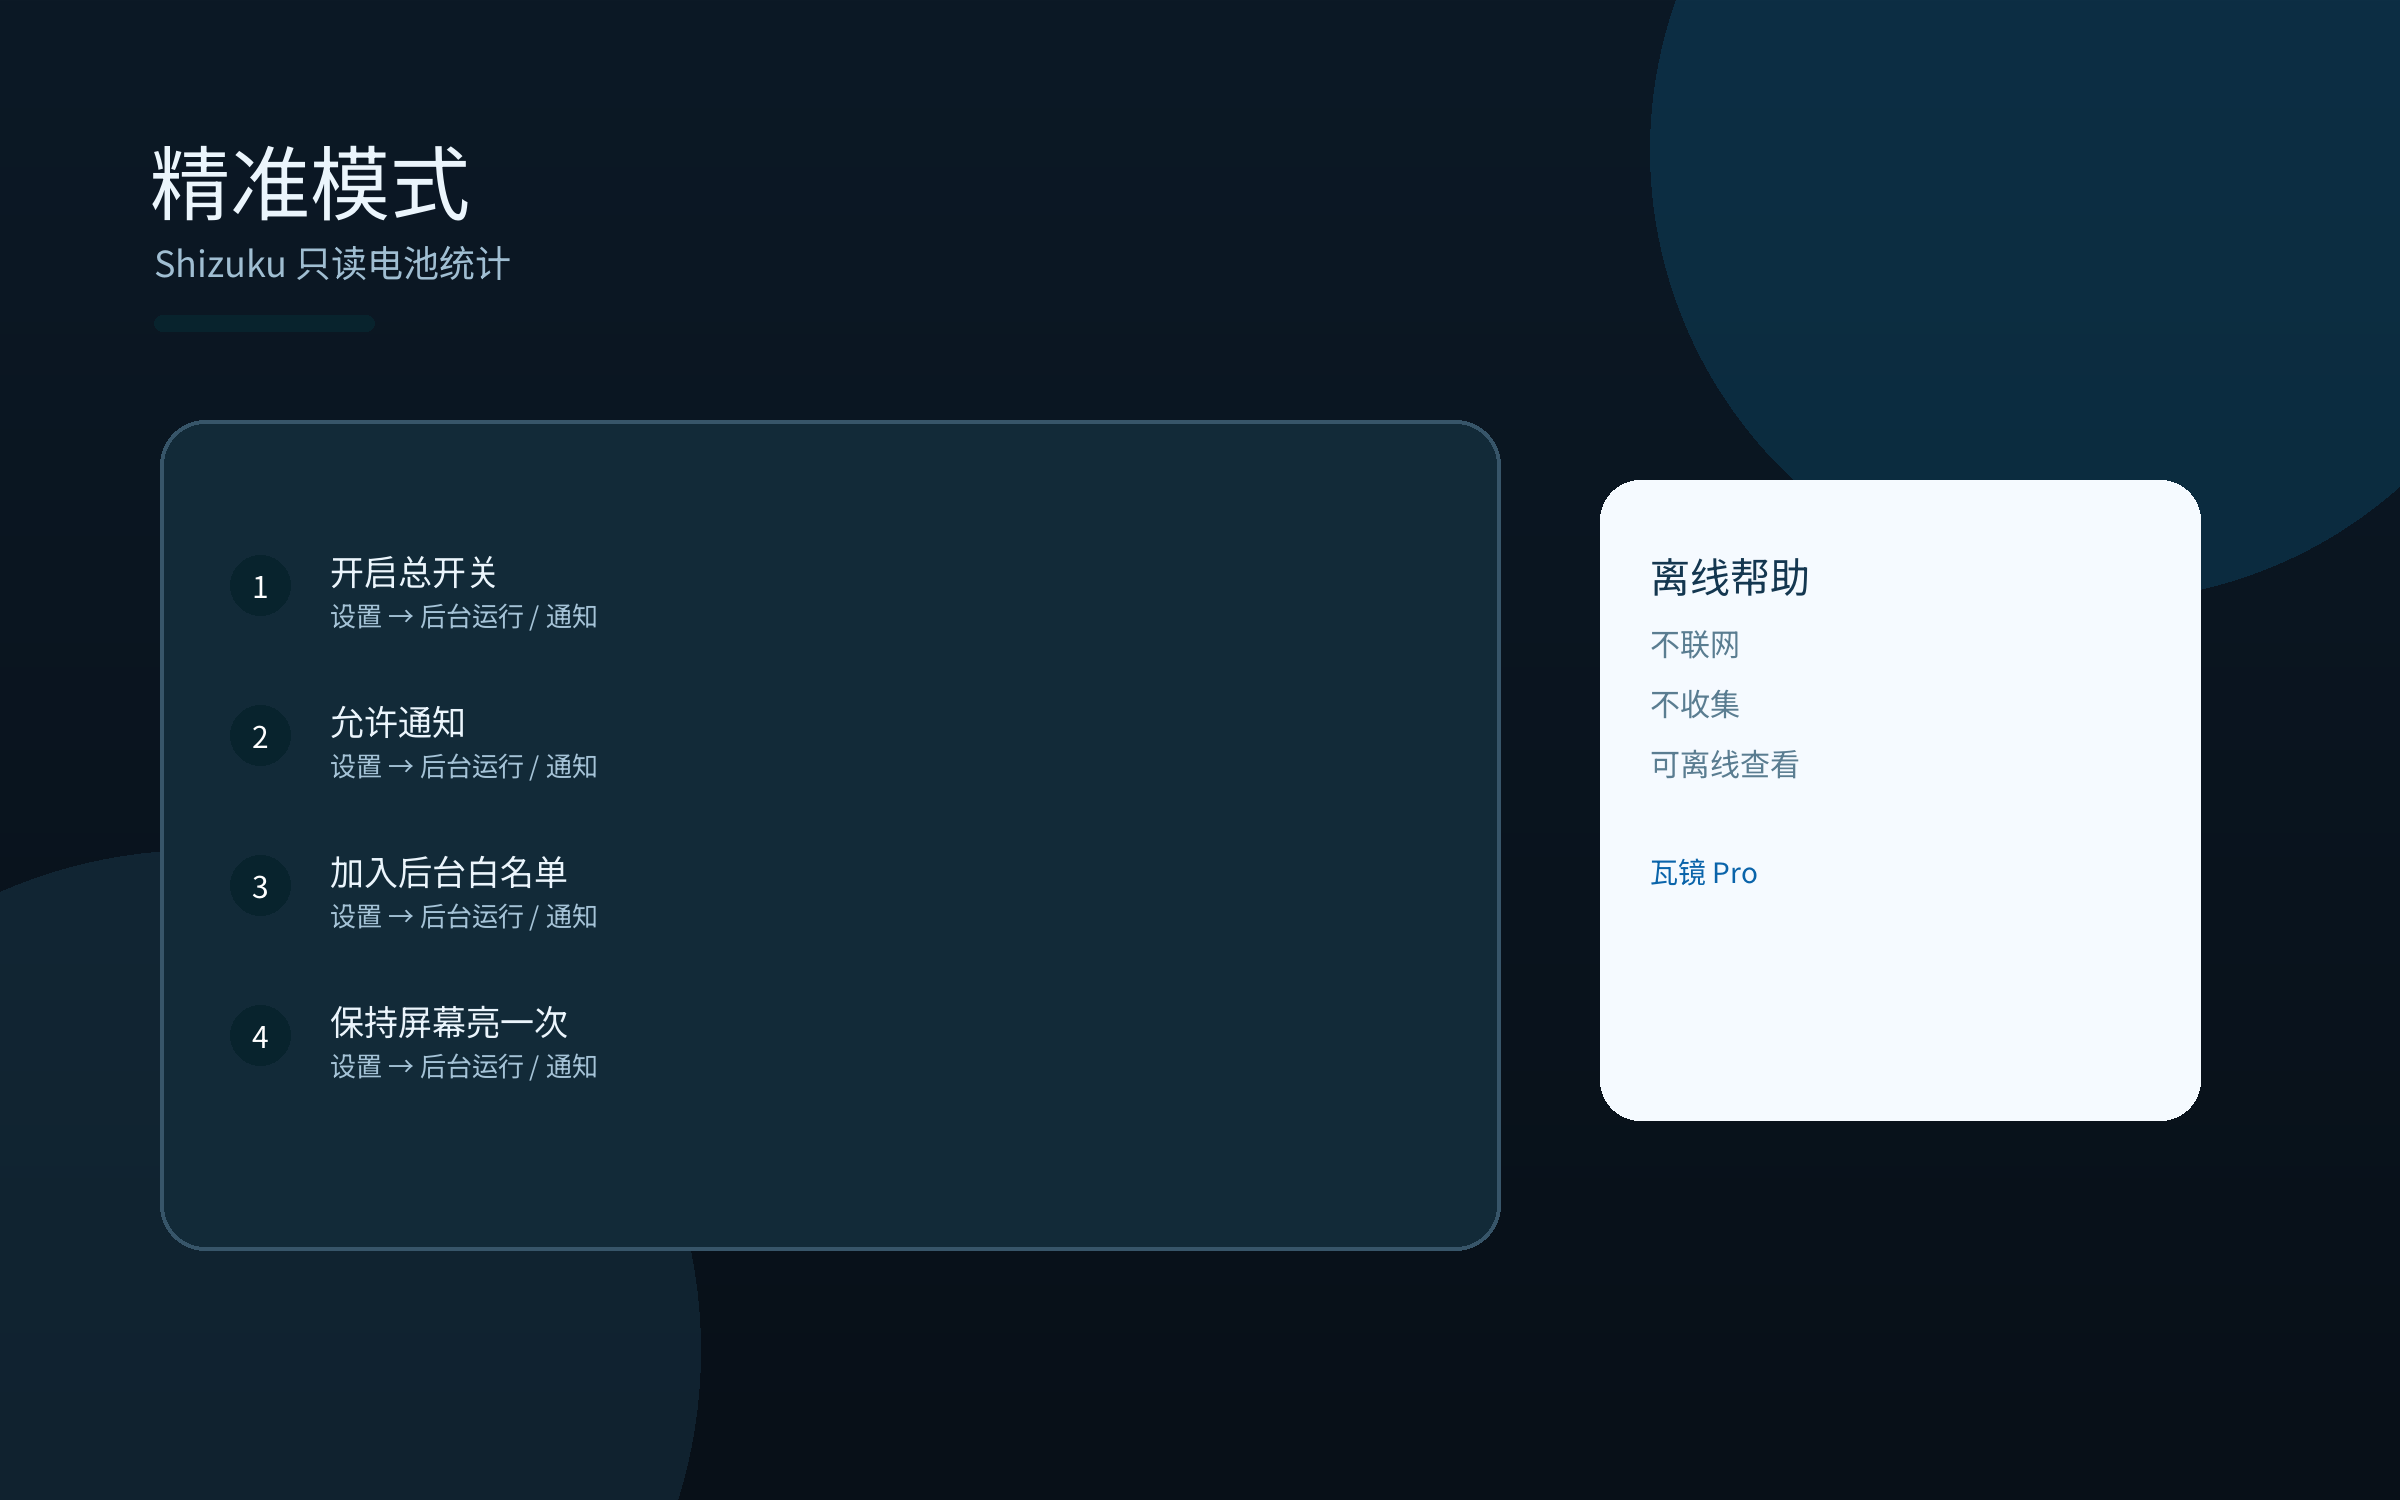 精准模式
Shizuku 只读电池统计
1
开启总开关
设置 → 后台运行 / 通知
2
允许通知
设置 → 后台运行 / 通知
3
加入后台白名单
设置 → 后台运行 / 通知
4
保持屏幕亮一次
设置 → 后台运行 / 通知
离线帮助
不联网
不收集
可离线查看
瓦镜 Pro